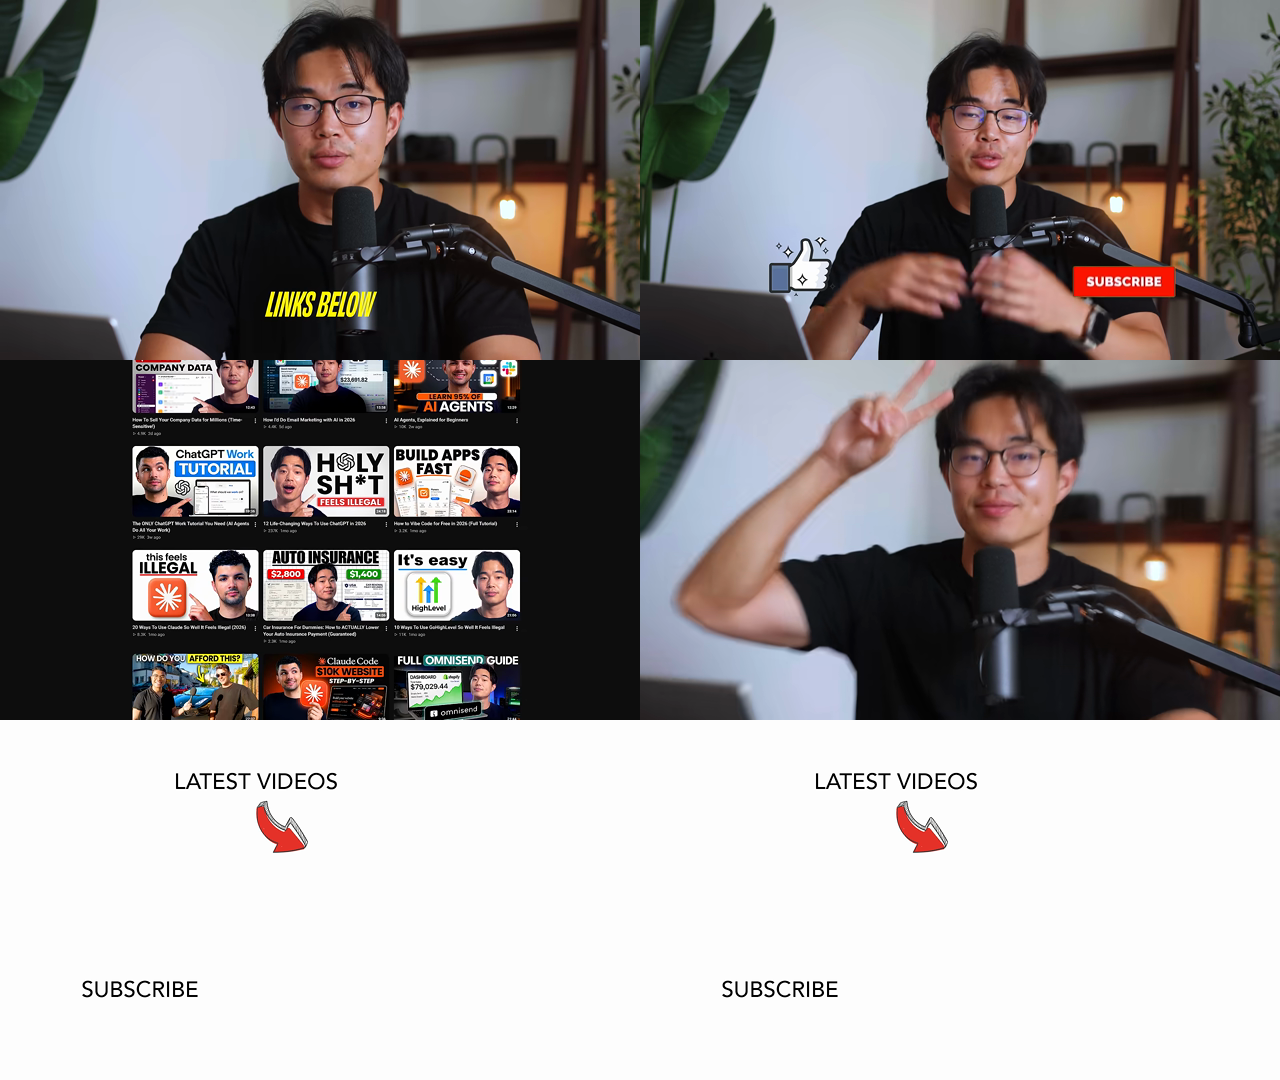 LINKS BELOW
SUBSCRIBE
COMPANY DATA
$23,691.82
LEARN 95% OF
AI AGENTS
How To Sell Your Company Data for Millions (Time-
Sensitive!)
How I'd Do Email Marketing with AI in 2026
AI Agents, Explained for Beginners
ChatGPT Work
TUTORIAL
HOLY
SH*T
FEELS ILLEGAL
BUILD APPS
FAST
The ONLY ChatGPT Work Tutorial You Need (AI Agents
Do All Your Work)
12 Life-Changing Ways To Use ChatGPT in 2026
How to Vibe Code for Free in 2026 (Full Tutorial)
this feels
ILLEGAL
AUTO INSURANCE
$2,800
$1,400
It's easy
HighLevel
20 Ways To Use Claude So Well It Feels Illegal (2026)
Car Insurance For Dummies: How to ACTUALLY Lower
Your Auto Insurance Payment (Guaranteed)
10 Ways To Use GoHighLevel So Well It Feels Illegal
HOW DO YOU AFFORD THIS?
Claude Code
$10K WEBSITE
STEP-BY-STEP
FULL OMNISEND GUIDE
DASHBOARD
shopify
$79,029.44
omnisend
LATEST VIDEOS
SUBSCRIBE
LATEST VIDEOS
SUBSCRIBE